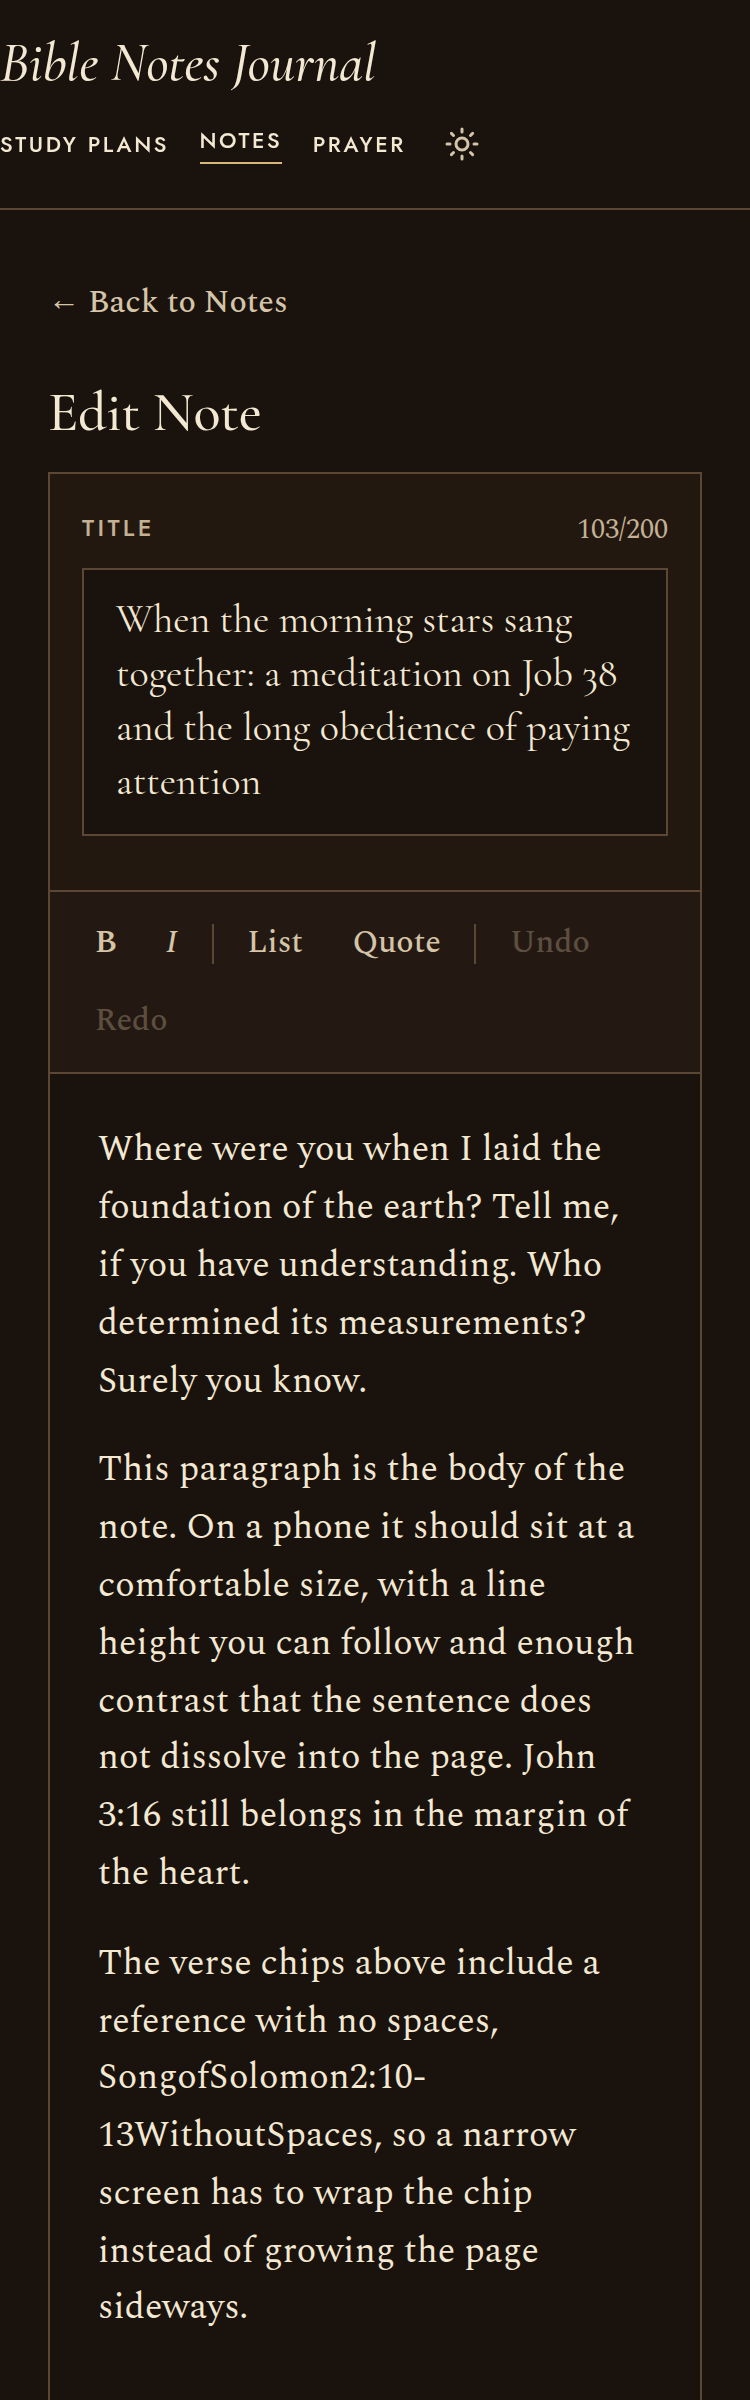 Bible Notes Journal
STUDY PLANS NOTES PRAYER
← Back to Notes
Edit Note
TITLE 103/200
When the morning stars sang
together: a meditation on Job 38
and the long obedience of paying
attention
B I List Quote Undo
Redo
Where were you when I laid the
foundation of the earth? Tell me,
if you have understanding. Who
determined its measurements?
Surely you know.
This paragraph is the body of the
note. On a phone it should sit at a
comfortable size, with a line
height you can follow and enough
contrast that the sentence does
not dissolve into the page. John
3:16 still belongs in the margin of
the heart.
The verse chips above include a
reference with no spaces,
SongofSolomon2:10-
13WithoutSpaces, so a narrow
screen has to wrap the chip
instead of growing the page
sideways.